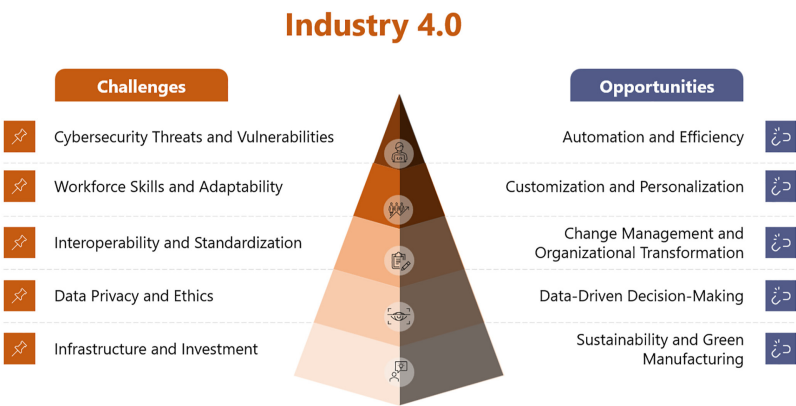 Industry 4.0
Challenges
Opportunities
Cybersecurity Threats and Vulnerabilities
Automation and Efficiency
Workforce Skills and Adaptability
Customization and Personalization
Interoperability and Standardization
Change Management and
Organizational Transformation
Data Privacy and Ethics
Data-Driven Decision-Making
Infrastructure and Investment
Sustainability and Green
Manufacturing